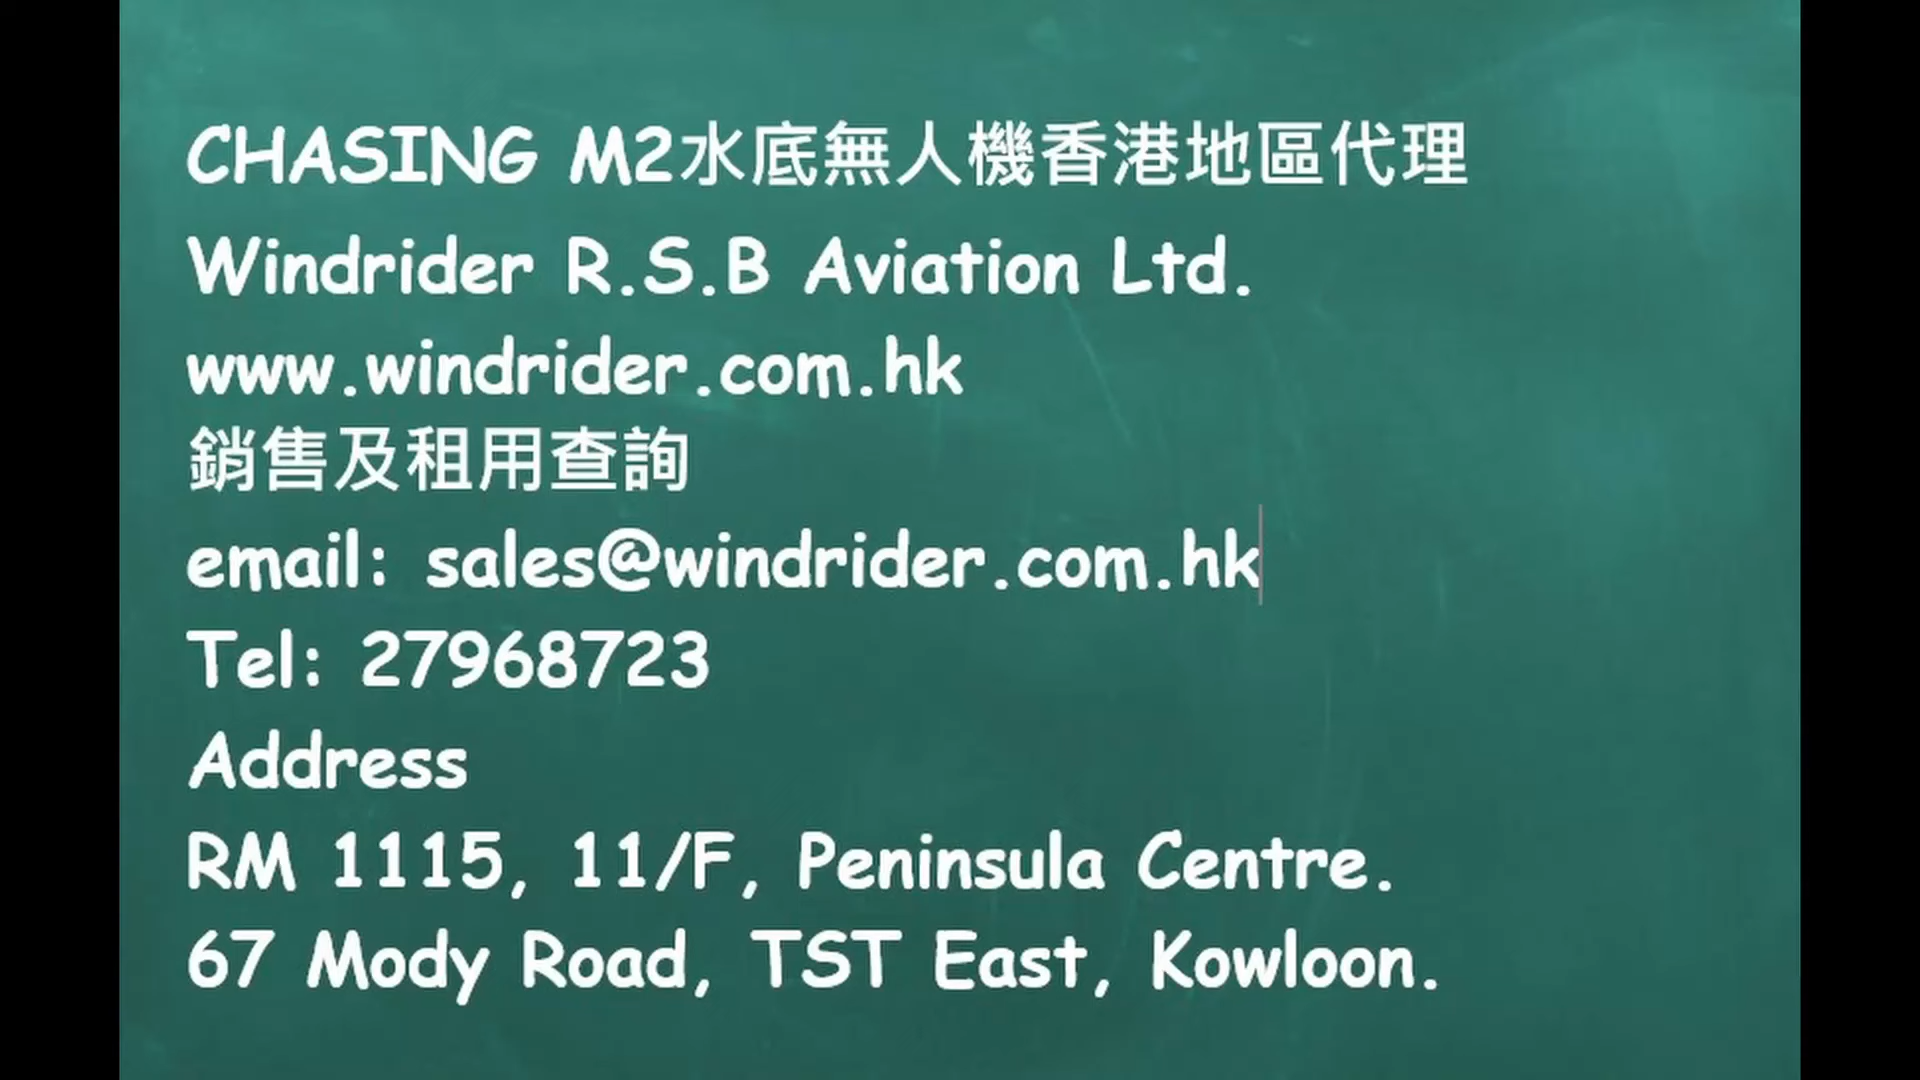 CHASING M2水底無人機香港地區代理
Windrider R.S.B Aviation Ltd.
www.windrider.com.hk
銷售及租用查詢
email: sales@windrider.com.hk
Tel: 27968723
Address
RM 1115, 11/F, Peninsula Centre.
67 Mody Road, TST East, Kowloon.